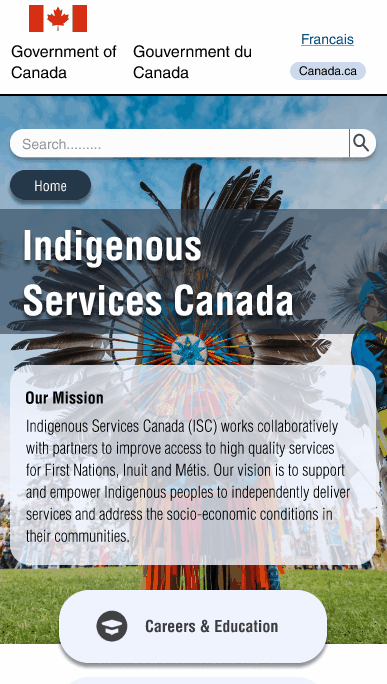 Government of Gouvernment du
Canada Canada
Francais
Canada.ca
Search.........
Home
Indigenous
Services Canada
Our Mission
Indigenous Services Canada (ISC) works collaboratively
with partners to improve access to high quality services
for First Nations, Inuit and Métis. Our vision is to support
and empower Indigenous peoples to independently deliver
services and address the socio-economic conditions in
their communities.
Careers & Education